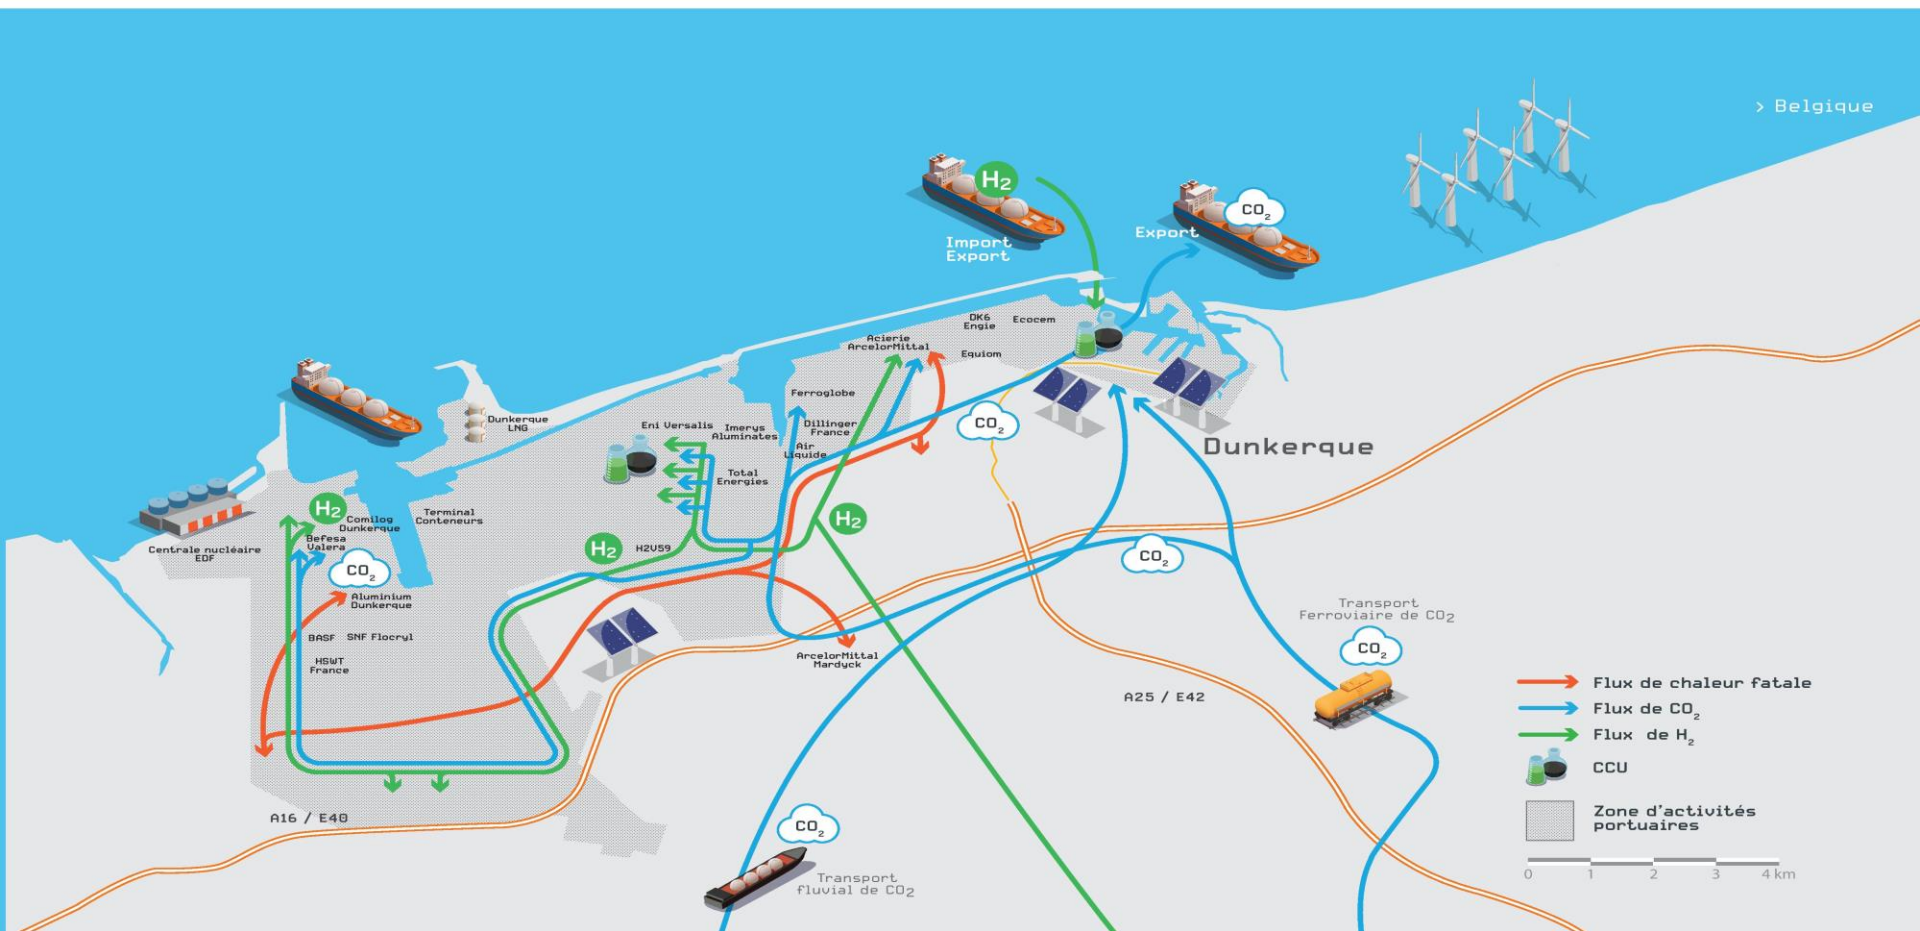 > Belgique
H₂
CO₂
Export
Import
Export
DK6
Engie
Ecocem
Acierie
ArcelorMittal
Equiom
Ferroglobe
Dunkerque
LNG
Eni Versalis
Imerys
Aluminates
Dillinger
France
CO₂
Air
Liquide
Dunkerque
Total
Energies
H₂
Comilog
Dunkerque
Terminal
Conteneurs
H₂
Befesa
Valera
Centrale nucléaire
EDF
H₂
H2V59
CO₂
CO₂
Aluminium
Dunkerque
Transport
Ferroviaire de CO2
BASF
SNF Flocryl
CO₂
HSWT
France
ArcelorMittal
Mardyck
A25 / E42
Flux de chaleur fatale
Flux de CO₂
Flux de H₂
CCU
A16 / E40
Zone d'activités
portuaires
CO₂
Transport
fluvial de CO2
0 1 2 3 4 km